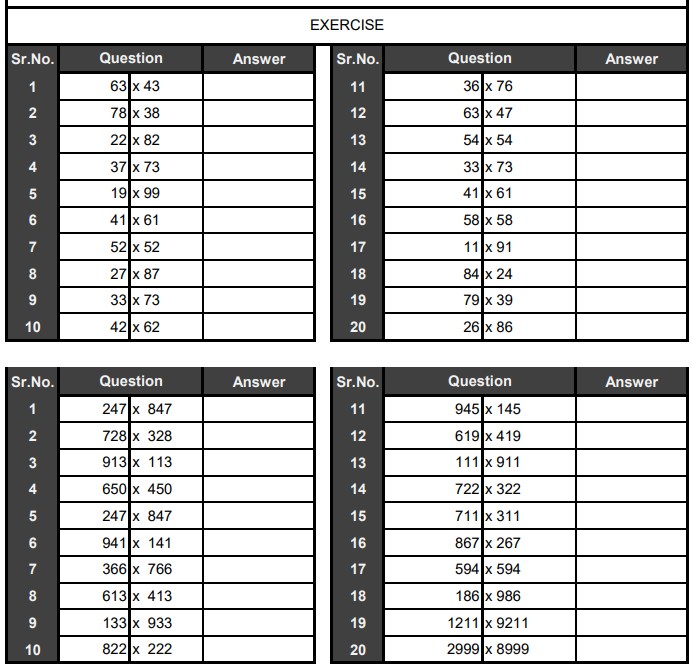 EXERCISE
Sr.No. Question Answer Sr.No. Question Answer
1 63 x 43 11 36 x 76
2 78 x 38 12 63 x 47
3 22 x 82 13 54 x 54
4 37 x 73 14 33 x 73
5 19 x 99 15 41 x 61
6 41 x 61 16 58 x 58
7 52 x 52 17 11 x 91
8 27 x 87 18 84 x 24
9 33 x 73 19 79 x 39
10 42 x 62 20 26 x 86
Sr.No. Question Answer Sr.No. Question Answer
1 247 x 847 11 945 x 145
2 728 x 328 12 619 x 419
3 913 x 113 13 111 x 911
4 650 x 450 14 722 x 322
5 247 x 847 15 711 x 311
6 941 x 141 16 867 x 267
7 366 x 766 17 594 x 594
8 613 x 413 18 186 x 986
9 133 x 933 19 1211 x 9211
10 822 x 222 20 2999 x 8999